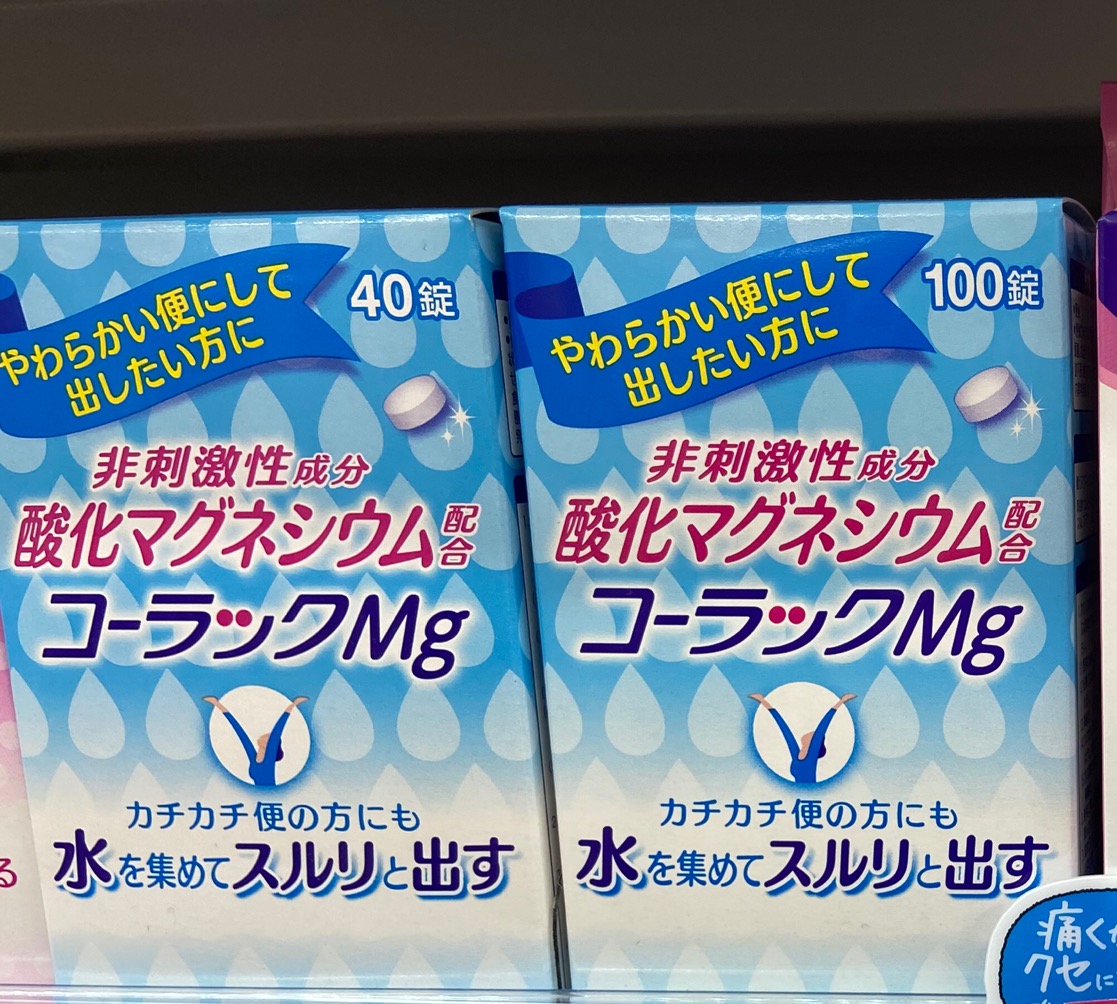 やわらかい便にして
出したい方に
40錠
非刺激性成分
酸化マグネシウム配合
コーラックMg
カチカチ便の方にも
水を集めてスルリと出す
やわらかい便にして
出したい方に
100錠
非刺激性成分
酸化マグネシウム配合
コーラックMg
カチカチ便の方にも
水を集めてスルリと出す
る
痛く
クセに